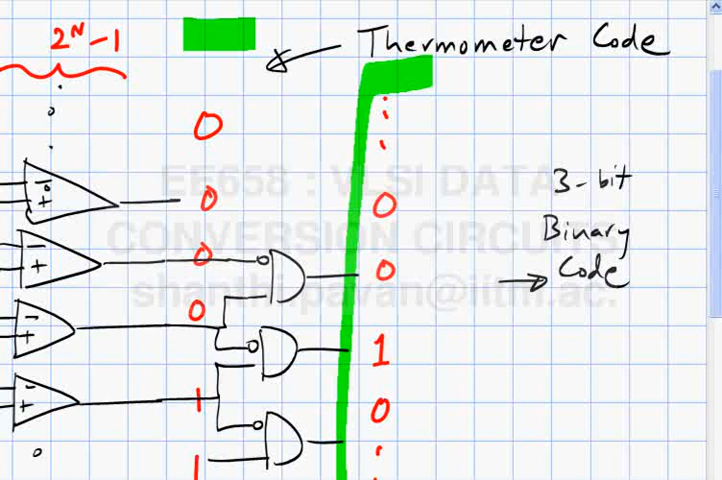 2^N - 1
Thermometer Code
0
0
0
0
1
1
0
0
1
0
3-bit
Binary
→ Code
EE658 : VLSI DATA
CONVERSION CIRCUITS
shanthi.pavan@iitm.ac.